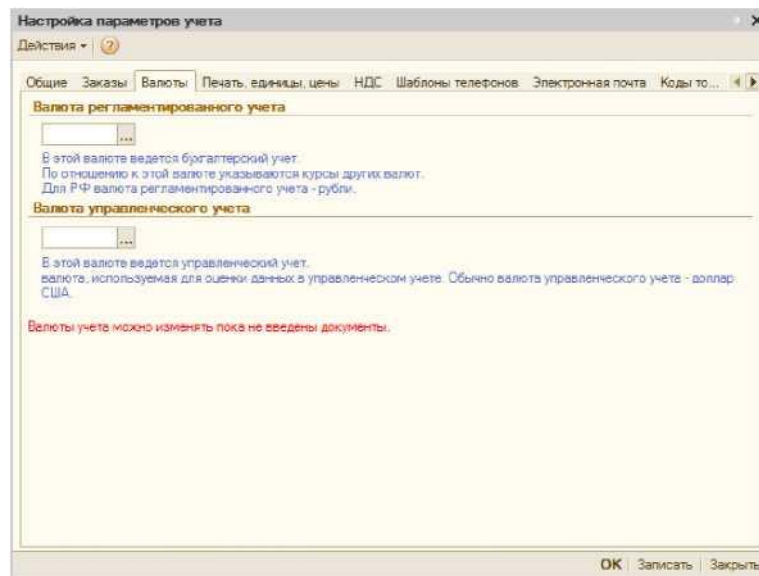 Настройка параметров учета
Действия
Общие Заказы Валюты Печать, единицы, цены НДС Шаблоны телефонов Электронная почта Коды то...
Валюта регламентированного учета
...
В этой валюте ведется бухгалтерский учет.
По отношению к этой валюте указываются курсы других валют.
Для РФ валюта регламентированного учета - рубли.
Валюта управленческого учета
...
В этой валюте ведется управленческий учет.
валюта, используемая для оценки данных в управленческом учете. Обычно валюта управленческого учета - доллар
США.
Валюты учета можно изменять пока не введены документы.
OK Записать Закрыть